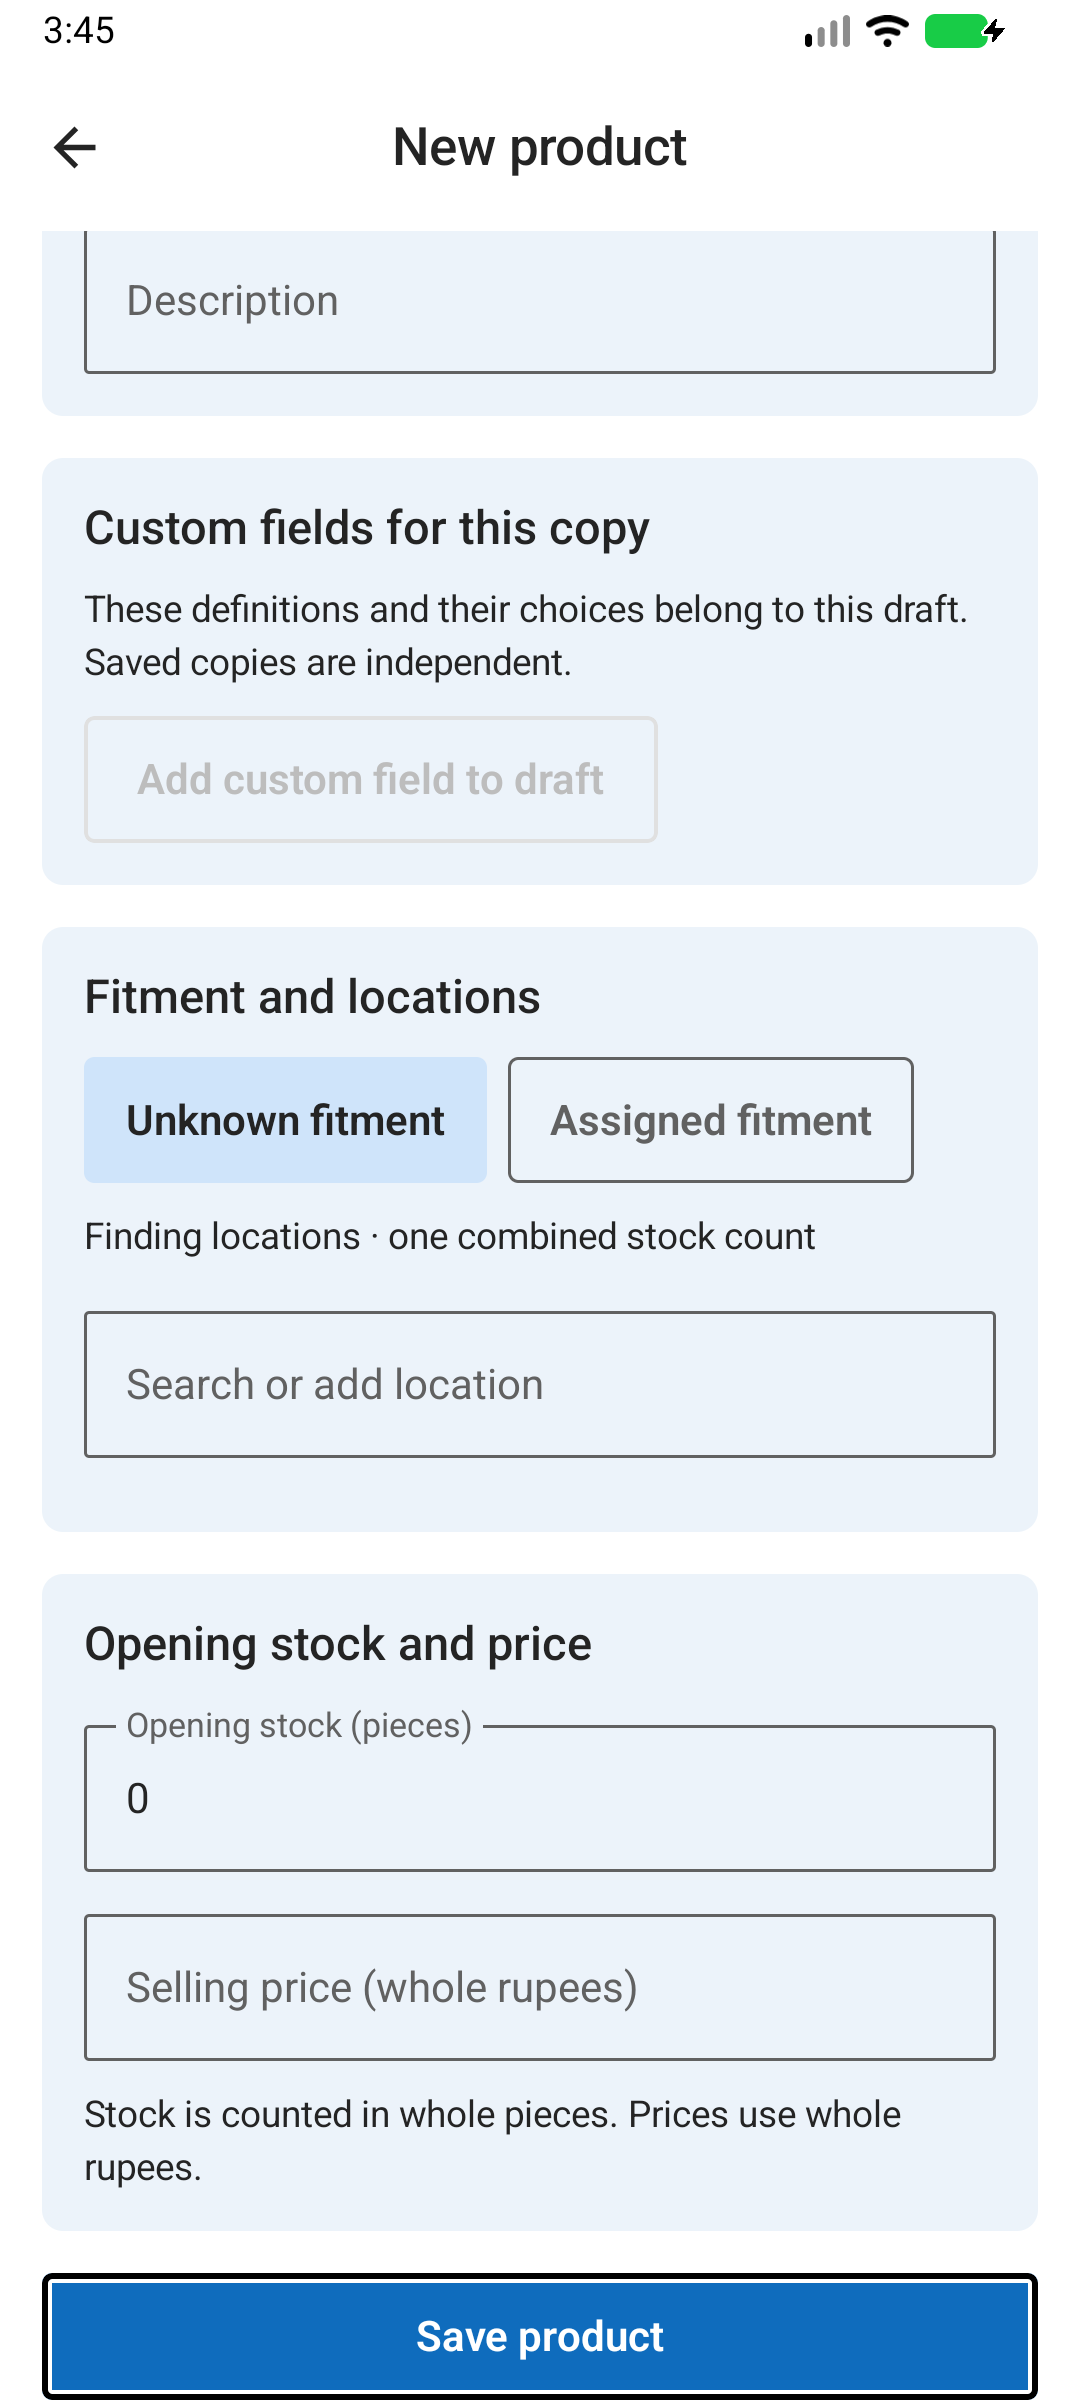 3:45
New product
Description
Custom fields for this copy
These definitions and their choices belong to this draft.
Saved copies are independent.
Add custom field to draft
Fitment and locations
Unknown fitment
Assigned fitment
Finding locations · one combined stock count
Search or add location
Opening stock and price
Opening stock (pieces)
0
Selling price (whole rupees)
Stock is counted in whole pieces. Prices use whole
rupees.
Save product